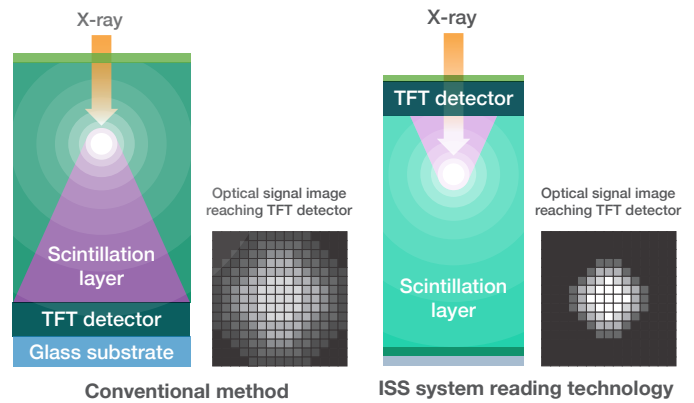 X-ray
Scintillation
layer
TFT detector
Glass substrate
Optical signal image
reaching TFT detector
Conventional method
X-ray
TFT detector
Scintillation
layer
Optical signal image
reaching TFT detector
ISS system reading technology